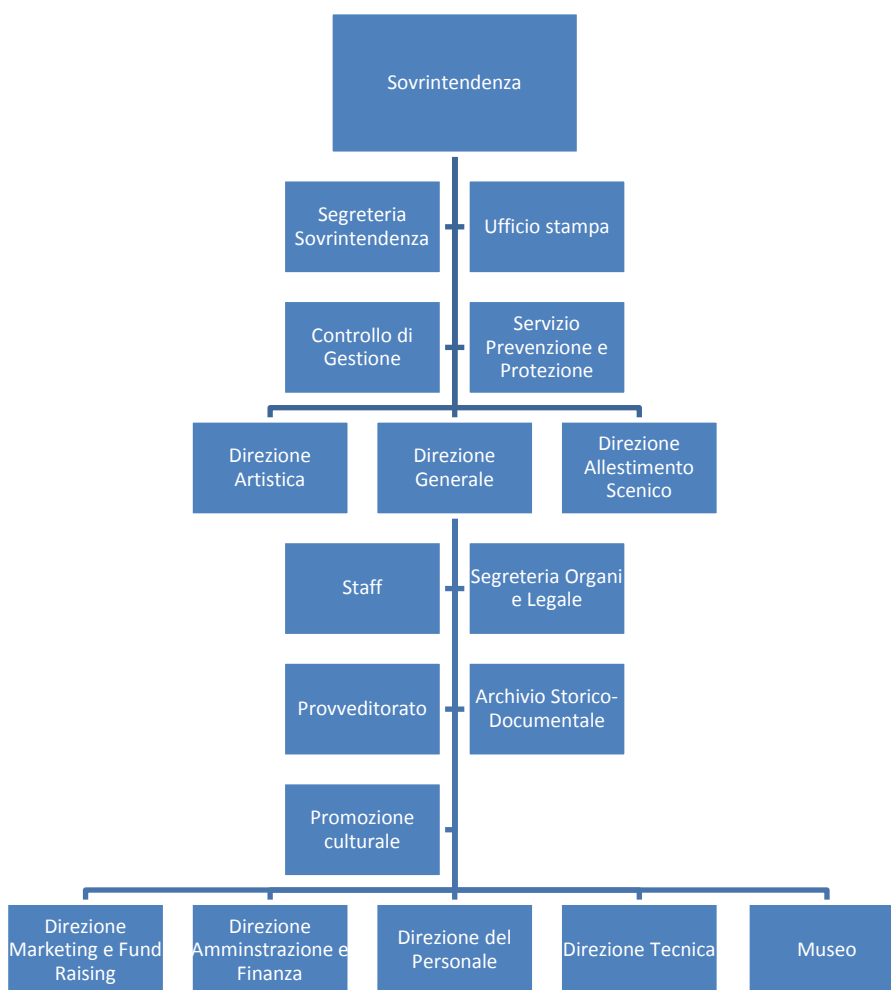 Sovrintendenza
Segreteria
Sovrintendenza
Ufficio stampa
Controllo di
Gestione
Servizio
Prevenzione e
Protezione
Direzione
Artistica
Direzione
Generale
Direzione
Allestimento
Scenico
Staff
Segreteria Organi
e Legale
Provveditorato
Archivio Storico-
Documentale
Promozione
culturale
Direzione
Marketing e Fund
Raising
Direzione
Amminstrazione e
Finanza
Direzione del
Personale
Direzione Tecnica
Museo